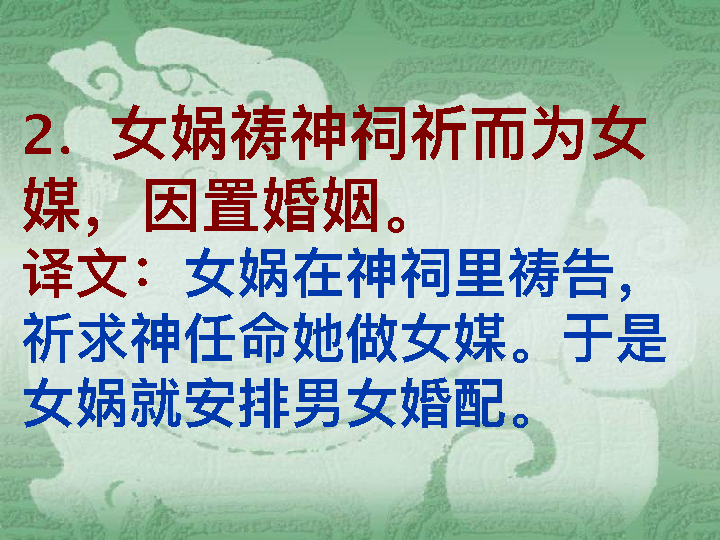 2．女娲祷神祠祈而为女
媒，因置婚姻。
译文：女娲在神祠里祷告，
祈求神任命她做女媒。于是
女娲就安排男女婚配。